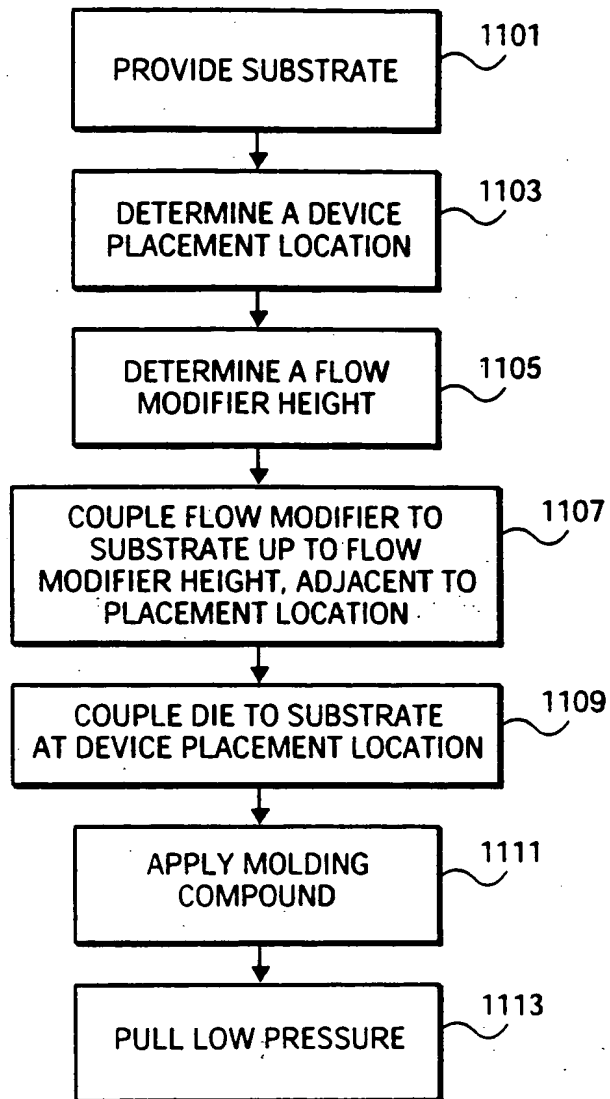 1101
PROVIDE SUBSTRATE
1103
DETERMINE A DEVICE
PLACEMENT LOCATION
1105
DETERMINE A FLOW
MODIFIER HEIGHT
1107
COUPLE FLOW MODIFIER TO
SUBSTRATE UP TO FLOW
MODIFIER HEIGHT, ADJACENT TO
PLACEMENT LOCATION
1109
COUPLE DIE TO SUBSTRATE
AT DEVICE PLACEMENT LOCATION
1111
APPLY MOLDING
COMPOUND
1113
PULL LOW PRESSURE